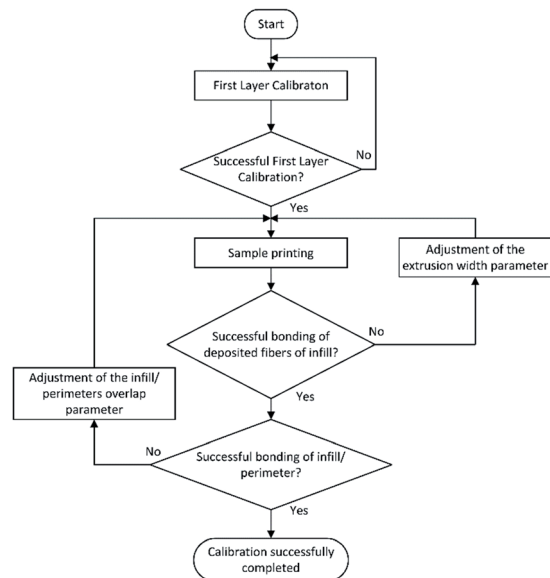 Start
First Layer Calibraton
Successful First Layer
Calibration?
No
Yes
Sample printing
Adjustment of the
extrusion width parameter
Successful bonding of
deposited fibers of infill?
No
Adjustment of the infill/
perimeters overlap
parameter
Yes
Successful bonding of infill/
perimeter?
No
Yes
Calibration successfully
completed